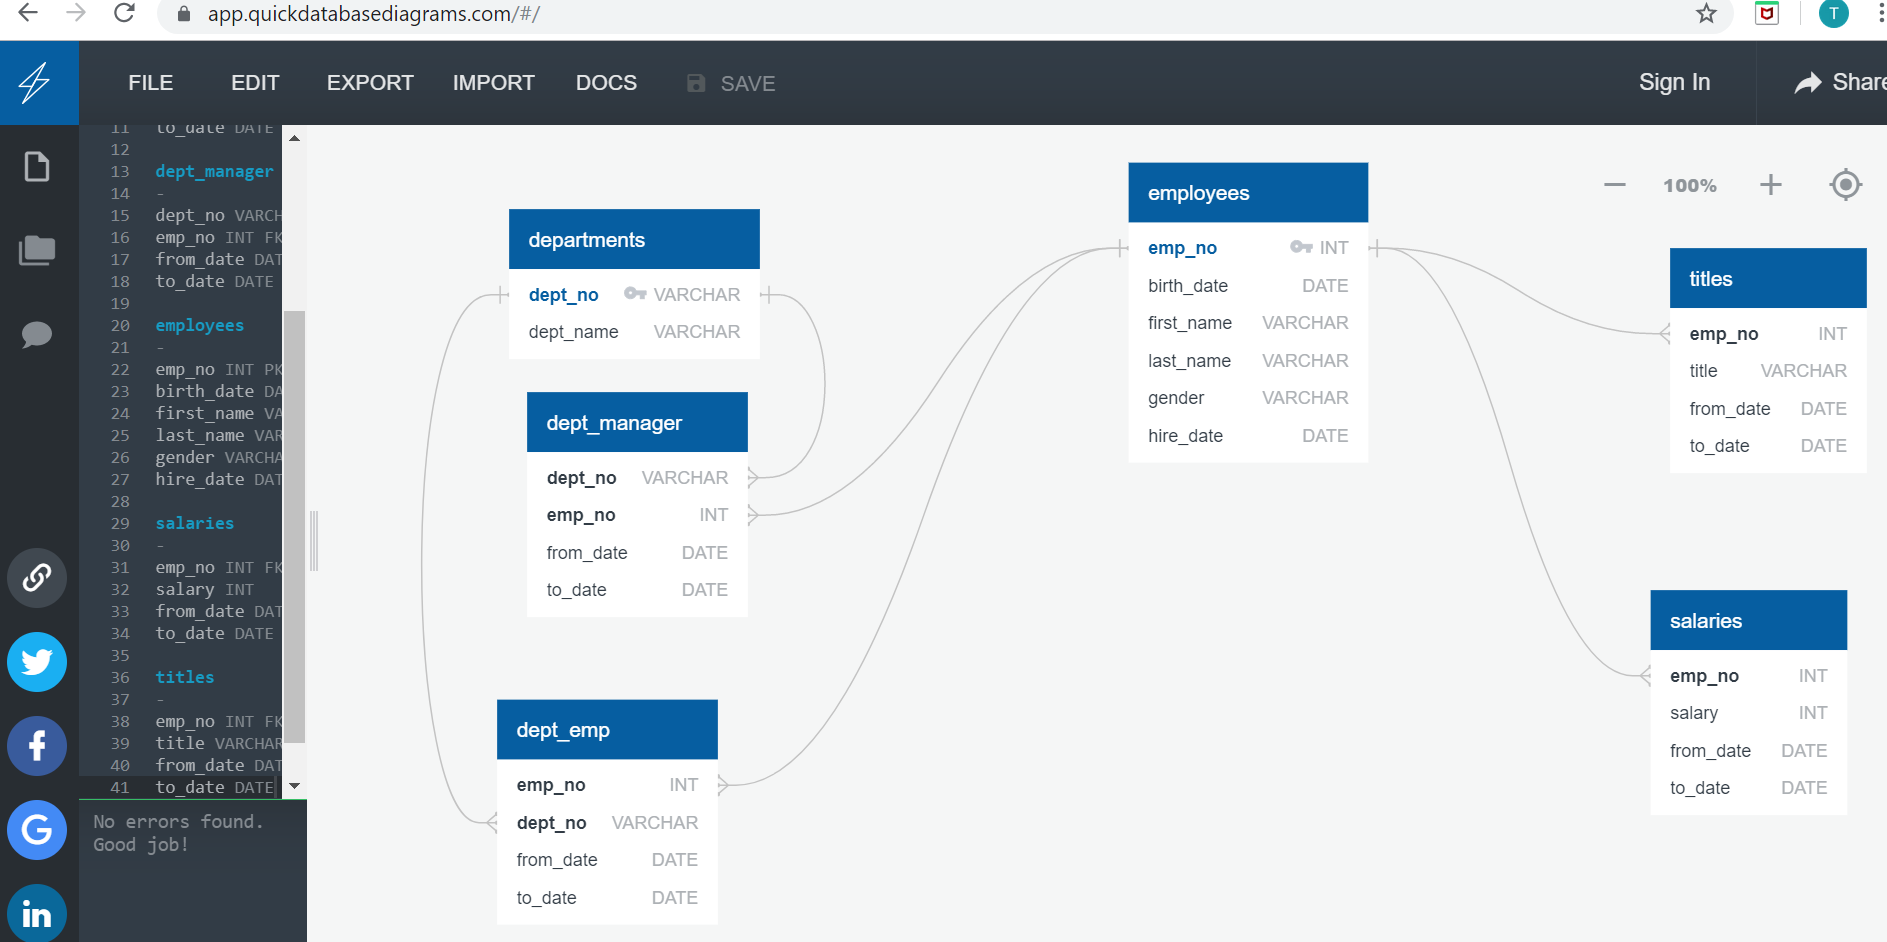 app.quickdatabasediagrams.com/#/
T
FILE EDIT EXPORT IMPORT DOCS SAVE Sign In Share
11 to_date DATE
12
13 dept_manager
14 -
15 dept_no VARCH
16 emp_no INT FK
17 from_date DAT
18 to_date DATE
19
20 employees
21 -
22 emp_no INT PK
23 birth_date DA
24 first_name VA
25 last_name VAR
26 gender VARCHA
27 hire_date DAT
28
29 salaries
30 -
31 emp_no INT FK
32 salary INT
33 from_date DAT
34 to_date DATE
35
36 titles
37 -
38 emp_no INT FK
39 title VARCHAR
40 from_date DAT
41 to_date DATE
No errors found.
Good job!
departments
dept_no VARCHAR
dept_name VARCHAR
dept_manager
dept_no VARCHAR
emp_no INT
from_date DATE
to_date DATE
dept_emp
emp_no INT
dept_no VARCHAR
from_date DATE
to_date DATE
employees
emp_no INT
birth_date DATE
first_name VARCHAR
last_name VARCHAR
gender VARCHAR
hire_date DATE
100%
titles
emp_no INT
title VARCHAR
from_date DATE
to_date DATE
salaries
emp_no INT
salary INT
from_date DATE
to_date DATE